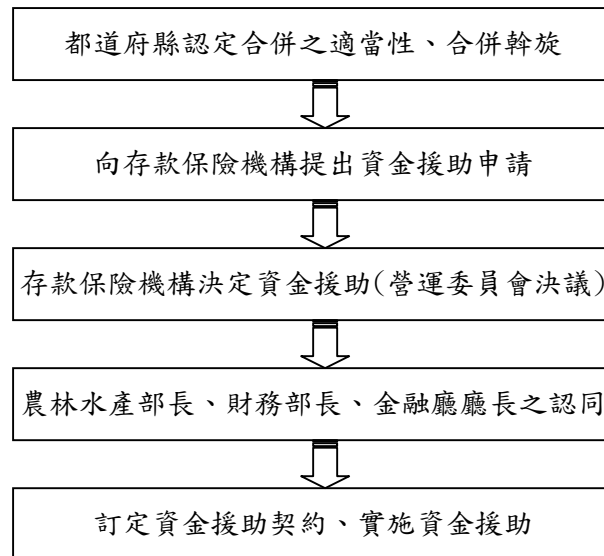 都道府縣認定合併之適當性、合併斡旋
向存款保險機構提出資金援助申請
存款保險機構決定資金援助(營運委員會決議)
農林水產部長、財務部長、金融廳廳長之認同
訂定資金援助契約、實施資金援助